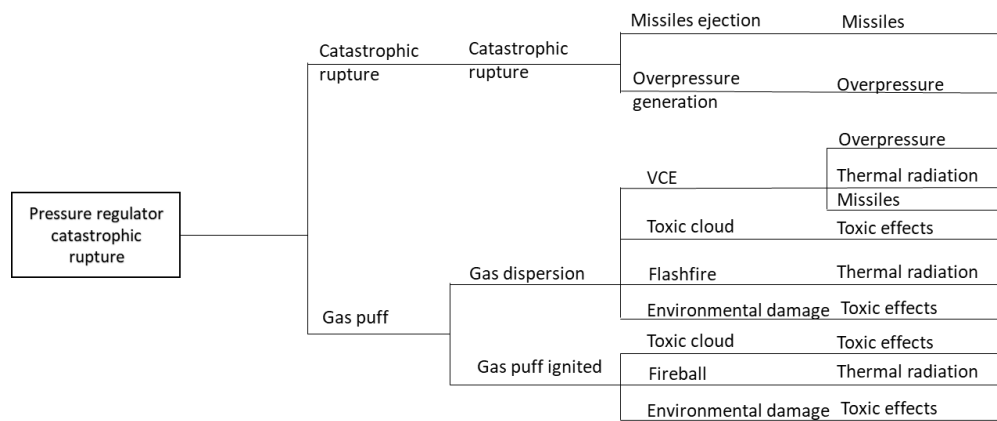 Pressure regulator
catastrophic
rupture
Catastrophic
rupture
Catastrophic
rupture
Missiles ejection
Missiles
Overpressure
generation
Overpressure
VCE
Overpressure
Thermal radiation
Missiles
Gas puff
Gas dispersion
Toxic cloud
Toxic effects
Flashfire
Thermal radiation
Environmental damage
Toxic effects
Gas puff ignited
Toxic cloud
Toxic effects
Fireball
Thermal radiation
Environmental damage
Toxic effects